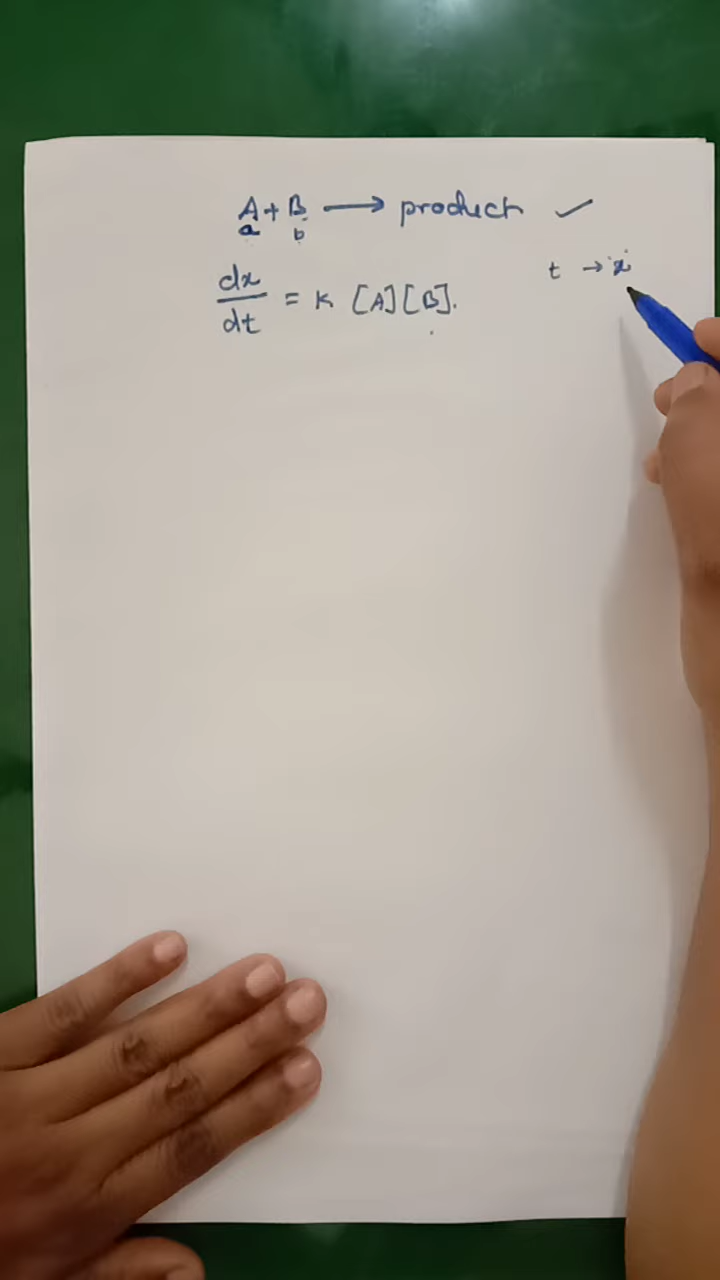 A + B ⟶ product ✓
a b
t → x
dx/dt = K [A][B].